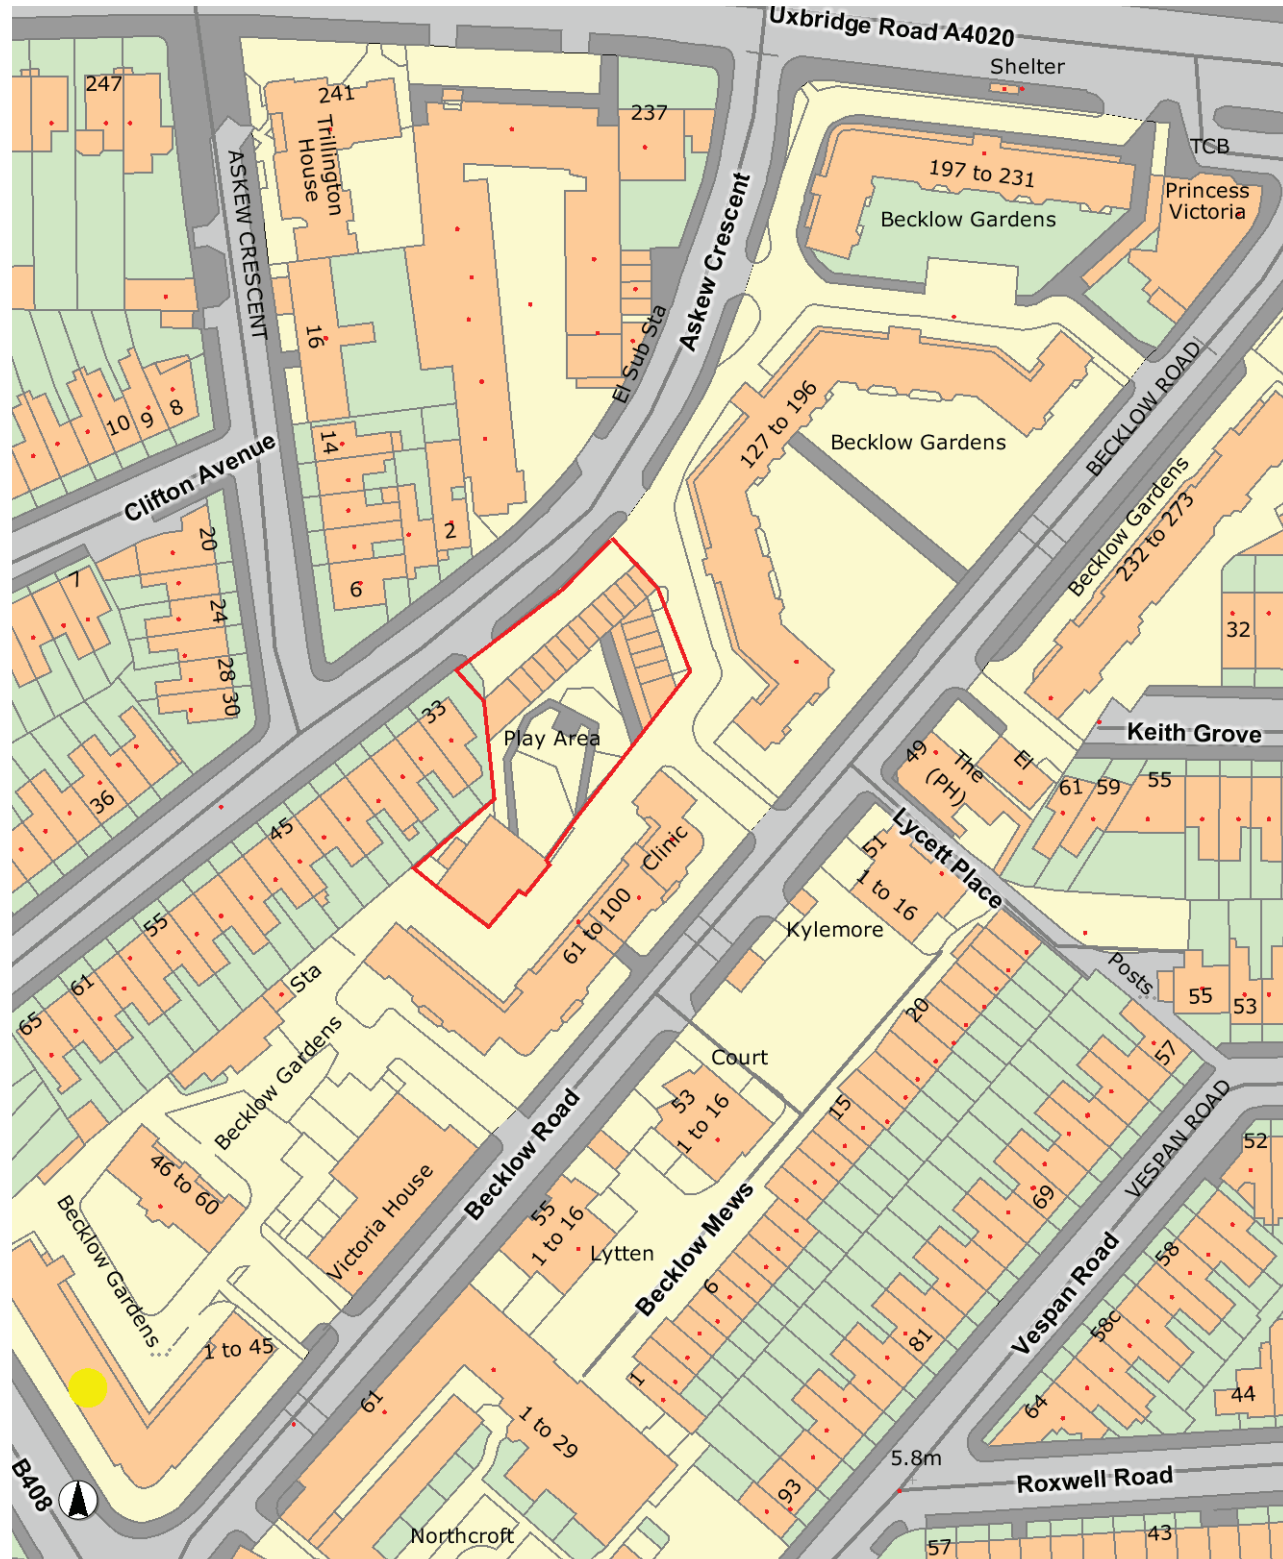 Uxbridge Road A4020
Shelter
247
241
Trillington
House
237
TCB
197 to 231
Princess
Victoria
Becklow Gardens
ASKEW CRESCENT
Askew Crescent
El Sub Sta
16
10
9
8
14
2
6
Clifton Avenue
127 to 196
Becklow Gardens
BECKLOW ROAD
Becklow Gardens
232 to 273
20
7
24
28
30
32
33
Play Area
Keith Grove
49
The
(PH)
El
61
59
55
36
45
Clinic
51
1 to 16
Lycett Place
61 to 100
Kylemore
55
61
65
Sta
Posts
55
53
20
57
Becklow Gardens
Court
53
1 to 16
15
VESPAN ROAD
52
46 to 60
Becklow Gardens
Victoria House
Becklow Road
55
1 to 16
Lytten
Becklow Mews
69
6
58
58c
Vespan Road
1 to 45
81
1
64
44
61
1 to 29
93
5.8m
Roxwell Road
B408
Northcroft
57
43